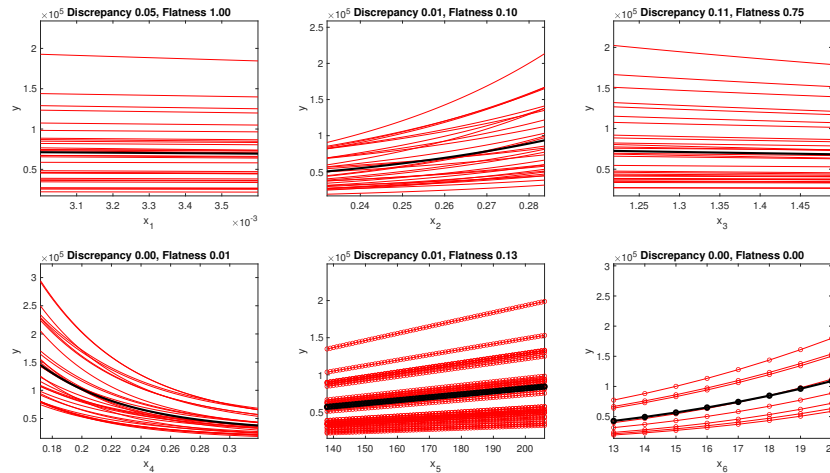 Discrepancy 0.05, Flatness 1.00
×10^5
2
1.5
1
0.5
y
3.1 3.2 3.3 3.4 3.5
×10^-3
x_1
Discrepancy 0.01, Flatness 0.10
×10^5
2
1.5
1
0.5
y
0.24 0.25 0.26 0.27 0.28
x_2
Discrepancy 0.11, Flatness 0.75
×10^5
2
1.5
1
0.5
y
1.25 1.3 1.35 1.4 1.45
x_3
Discrepancy 0.00, Flatness 0.01
×10^5
3
2.5
2
1.5
1
0.5
y
0.18 0.2 0.22 0.24 0.26 0.28 0.3
x_4
Discrepancy 0.01, Flatness 0.13
×10^5
2
1.5
1
0.5
y
140 150 160 170 180 190 200
x_5
Discrepancy 0.00, Flatness 0.00
×10^5
3
2.5
2
1.5
1
0.5
y
13 14 15 16 17 18 19
x_6